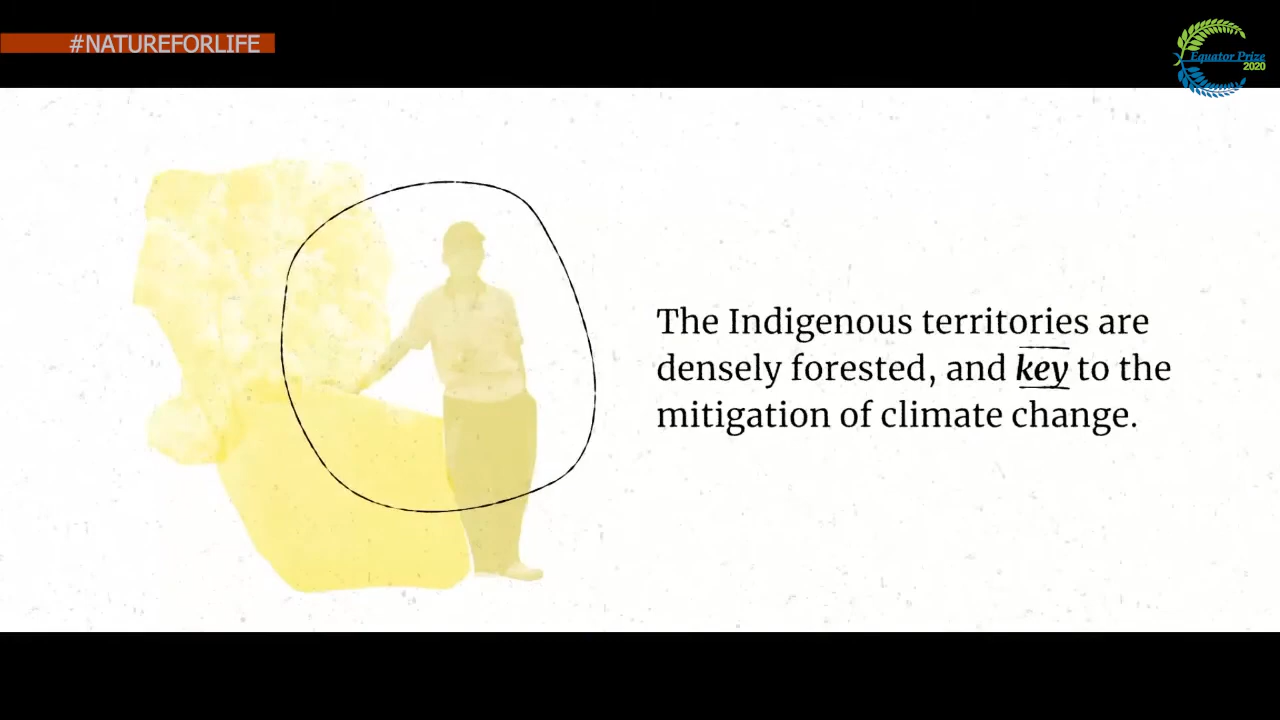 #NATUREFORLIFE
Equator Prize
2020
The Indigenous territories are
densely forested, and key to the
mitigation of climate change.